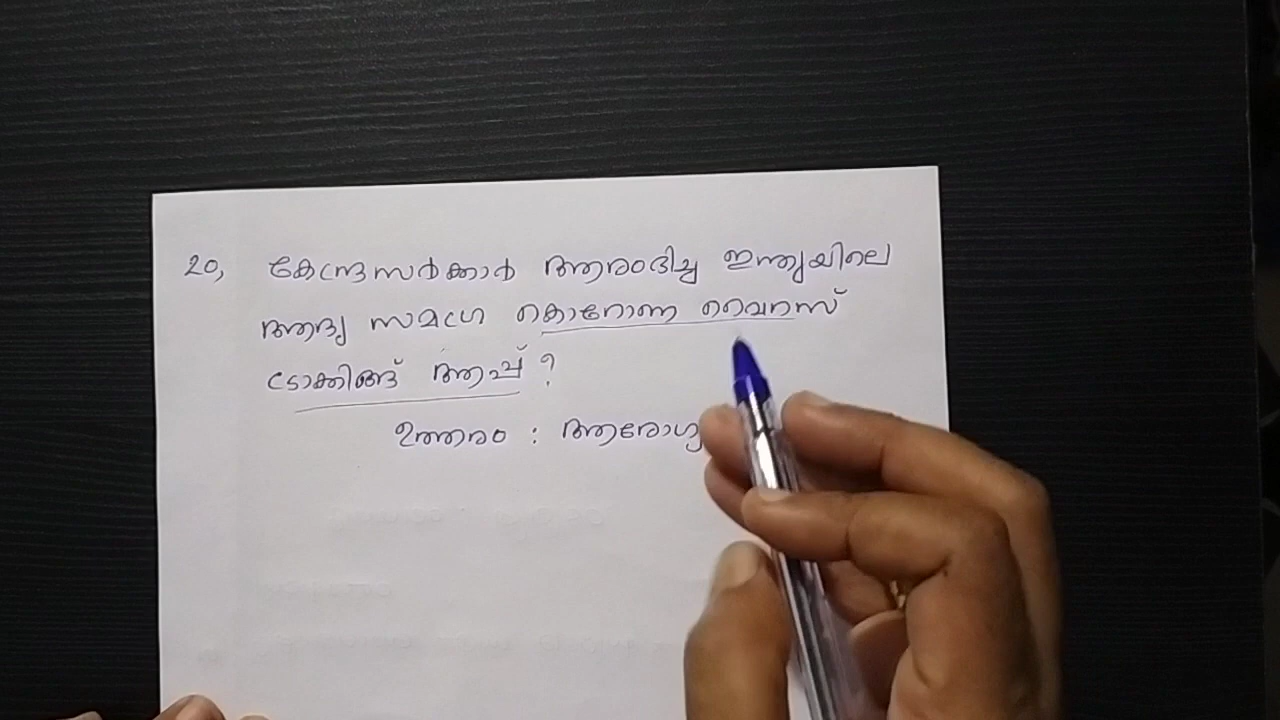 20, കേന്ദ്രസർക്കാർ ആരംഭിച്ച ഇന്ത്യയിലെ
ആദ്യ സമഗ്ര കൊറോണ വൈറസ്
ട്രാക്കിങ്ങ് ആപ്പ് ?
ഉത്തരം : ആരോഗ്യ